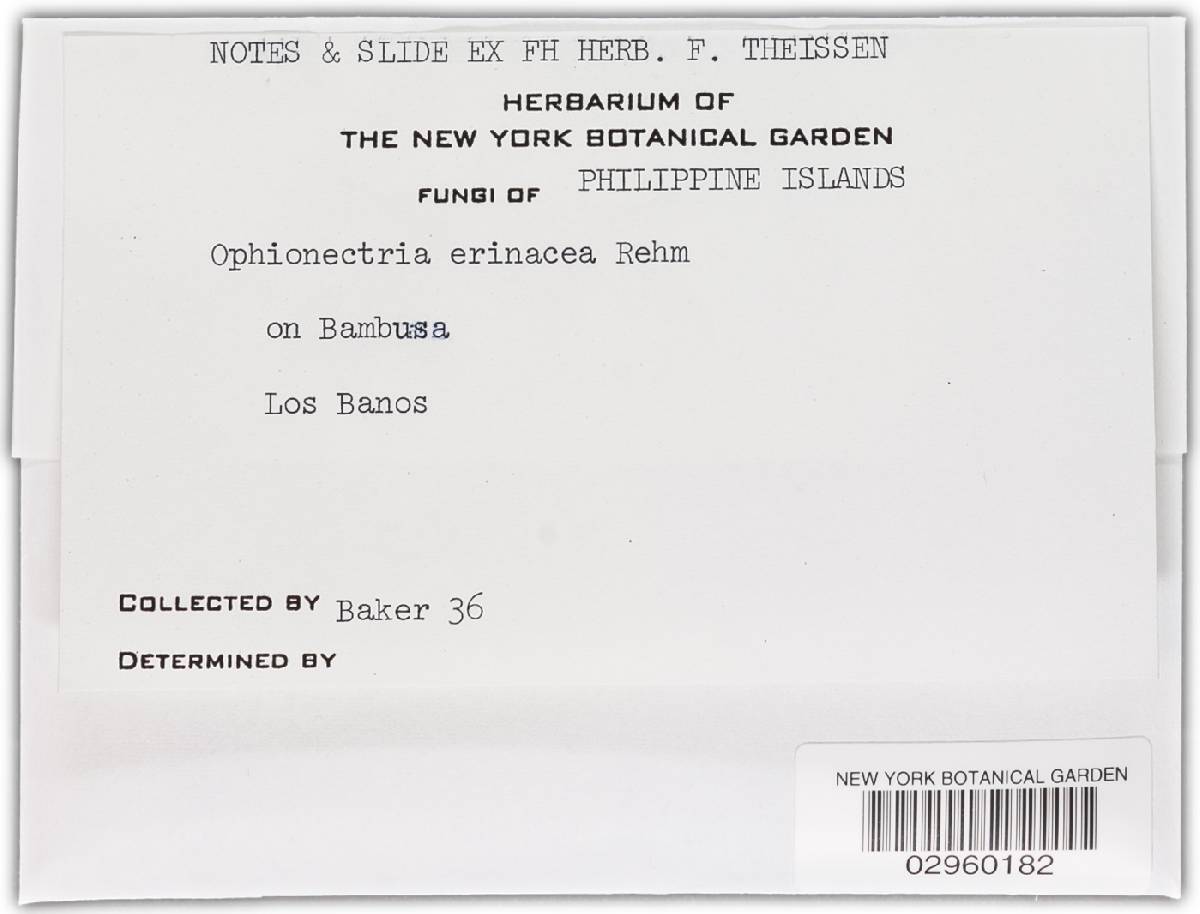 NOTES & SLIDE EX FH HERB. F. THEISSEN
HERBARIUM OF
THE NEW YORK BOTANICAL GARDEN
FUNGI OF PHILIPPINE ISLANDS
Ophionectria erinacea Rehm
on Bambusa
Los Banos
COLLECTED BY Baker 36
DETERMINED BY
NEW YORK BOTANICAL GARDEN
02960182